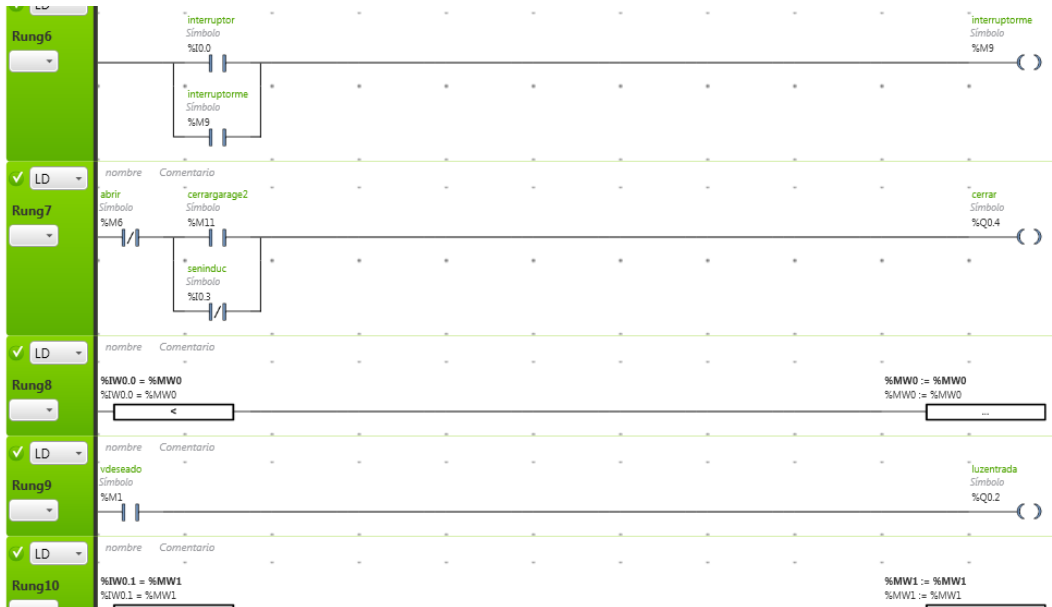 LD
Rung6
interruptor
Símbolo
%I0.0
interruptorme
Símbolo
%M9
interruptorme
Símbolo
%M9
LD
nombre Comentario
Rung7
abrir
Símbolo
%M6
cerrargarage2
Símbolo
%M11
cerrar
Símbolo
%Q0.4
seninduc
Símbolo
%I0.3
LD
nombre Comentario
Rung8
%IW0.0 = %MW0
%IW0.0 = %MW0
<
%MW0 := %MW0
%MW0 := %MW0
...
LD
nombre Comentario
Rung9
vdeseado
Símbolo
%M1
luzentrada
Símbolo
%Q0.2
LD
nombre Comentario
Rung10
%IW0.1 = %MW1
%IW0.1 = %MW1
%MW1 := %MW1
%MW1 := %MW1